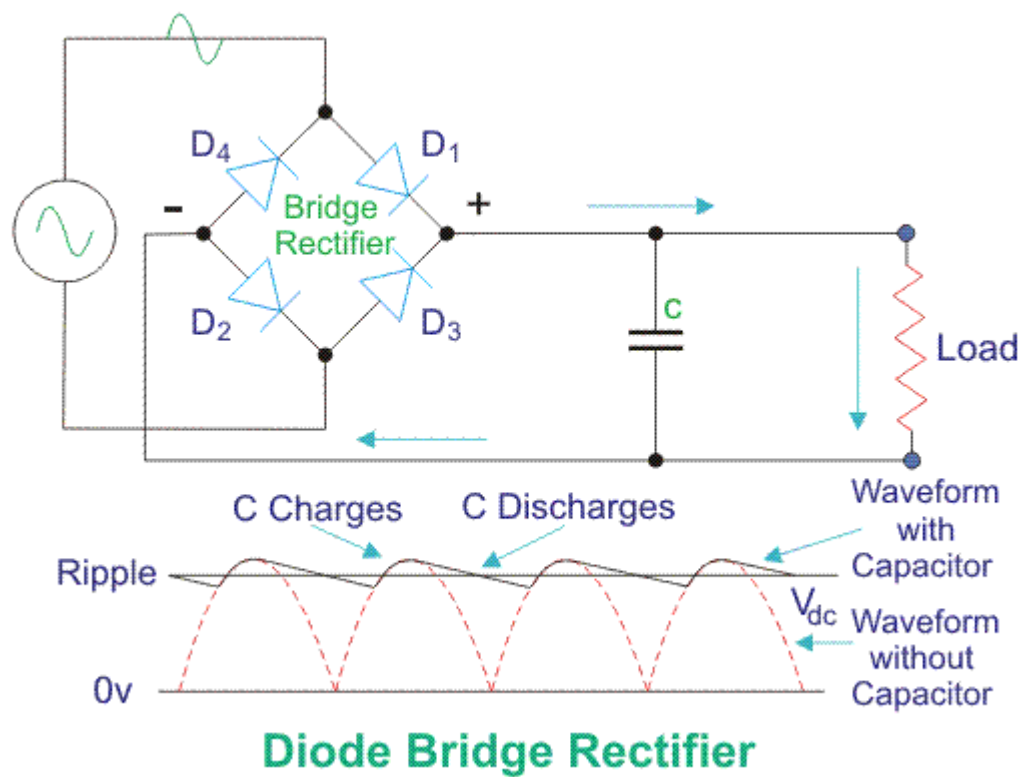 D4
D1
-
+
Bridge
Rectifier
D2
D3
C
Load
C Charges
C Discharges
Waveform
with
Capacitor
Ripple
Vdc
Waveform
without
Capacitor
0v
Diode Bridge Rectifier